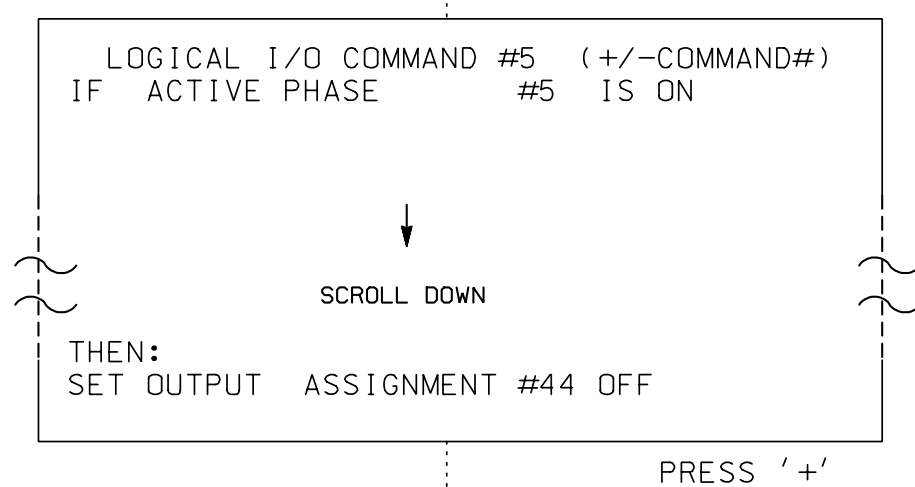 LOGICAL I/O COMMAND #5 (+/-COMMAND#)
IF ACTIVE PHASE #5 IS ON
SCROLL DOWN
THEN:
SET OUTPUT ASSIGNMENT #44 OFF
PRESS '+'